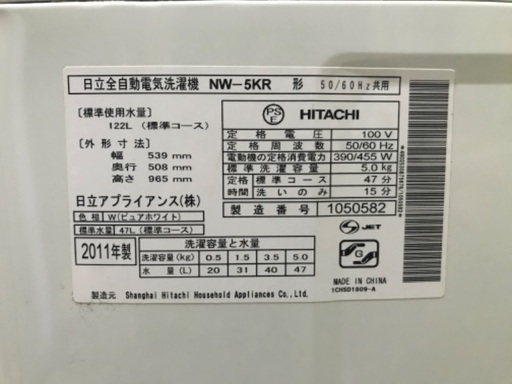 日立全自動電気洗濯機 NW-5KR 形 50/60Hz共用
〔標準使用水量〕
122L (標準コース)
〔外形寸法〕
幅 539 mm
奥行 508 mm
高さ 965 mm
日立アプライアンス(株)
色相 W(ピュアホワイト)
標準水量 47L (標準コース)
PS
E
HITACHI
定格電圧 100 V
定格周波数 50/60 Hz
電動機の定格消費電力 390/455 W
標準洗濯容量 5.0 kg
標準コース 47 分
時間 洗いのみ 15 分
製造番号 1050582
2011年製
洗濯容量と水量
洗濯容量(kg) 0.5 1.5 3.5 5.0
水量(L) 20 31 40 47
S-JET
G
MADE IN CHINA
1CHSD1609-A
製造元 Shanghai Hitachi Household Appliances Co.,Ltd.